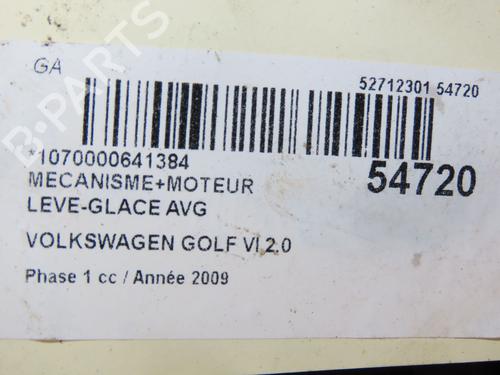 GA
52712301 54720
*1070000641384
54720
MECANISME+MOTEUR
LEVE-GLACE AVG
VOLKSWAGEN GOLF VI 2.0
Phase 1 cc / Année 2009
B-PARTS